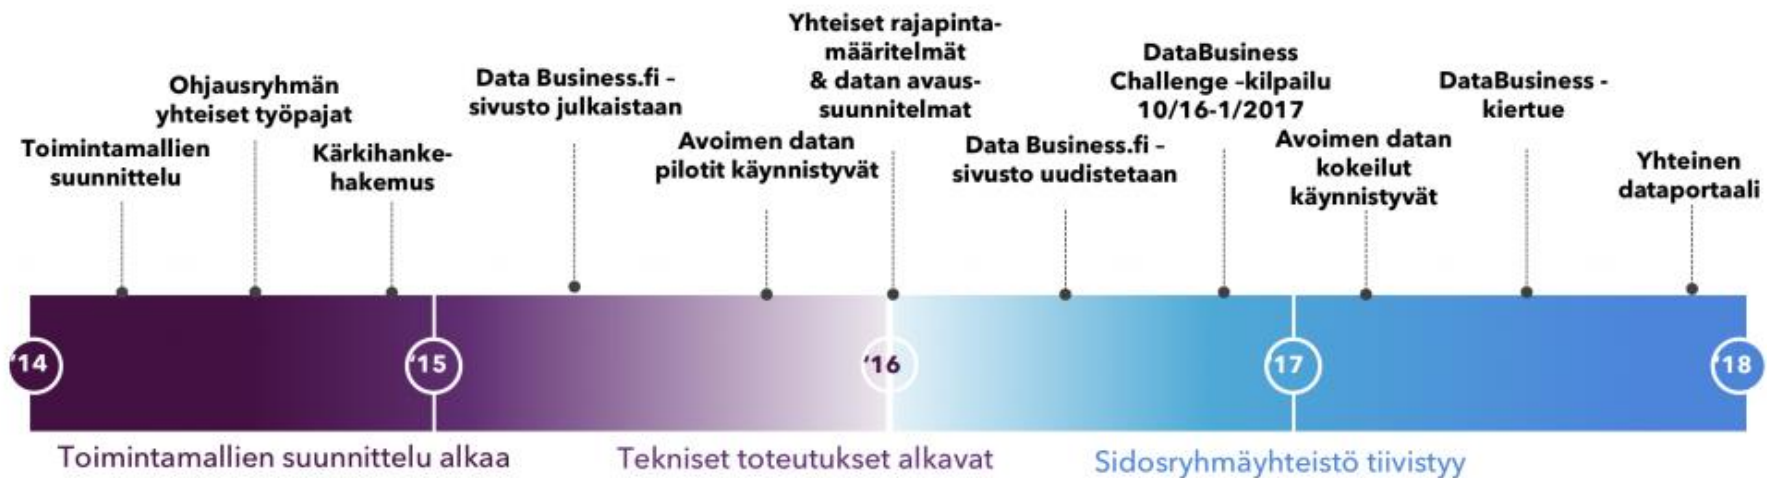 Toimintamallien
suunnittelu
Ohjausryhmän
yhteiset työpajat
Kärkihanke-
hakemus
Data Business.fi –
sivusto julkaistaan
Avoimen datan
pilotit käynnistyvät
Yhteiset rajapinta-
määritelmät
& datan avaus-
suunnitelmat
Data Business.fi –
sivusto uudistetaan
DataBusiness
Challenge –kilpailu
10/16-1/2017
Avoimen datan
kokeilut
käynnistyvät
DataBusiness -
kiertue
Yhteinen
dataportaali
‘14
‘15
‘16
‘17
‘18
Toimintamallien suunnittelu alkaa
Tekniset toteutukset alkavat
Sidosryhmäyhteistö tiivistyy